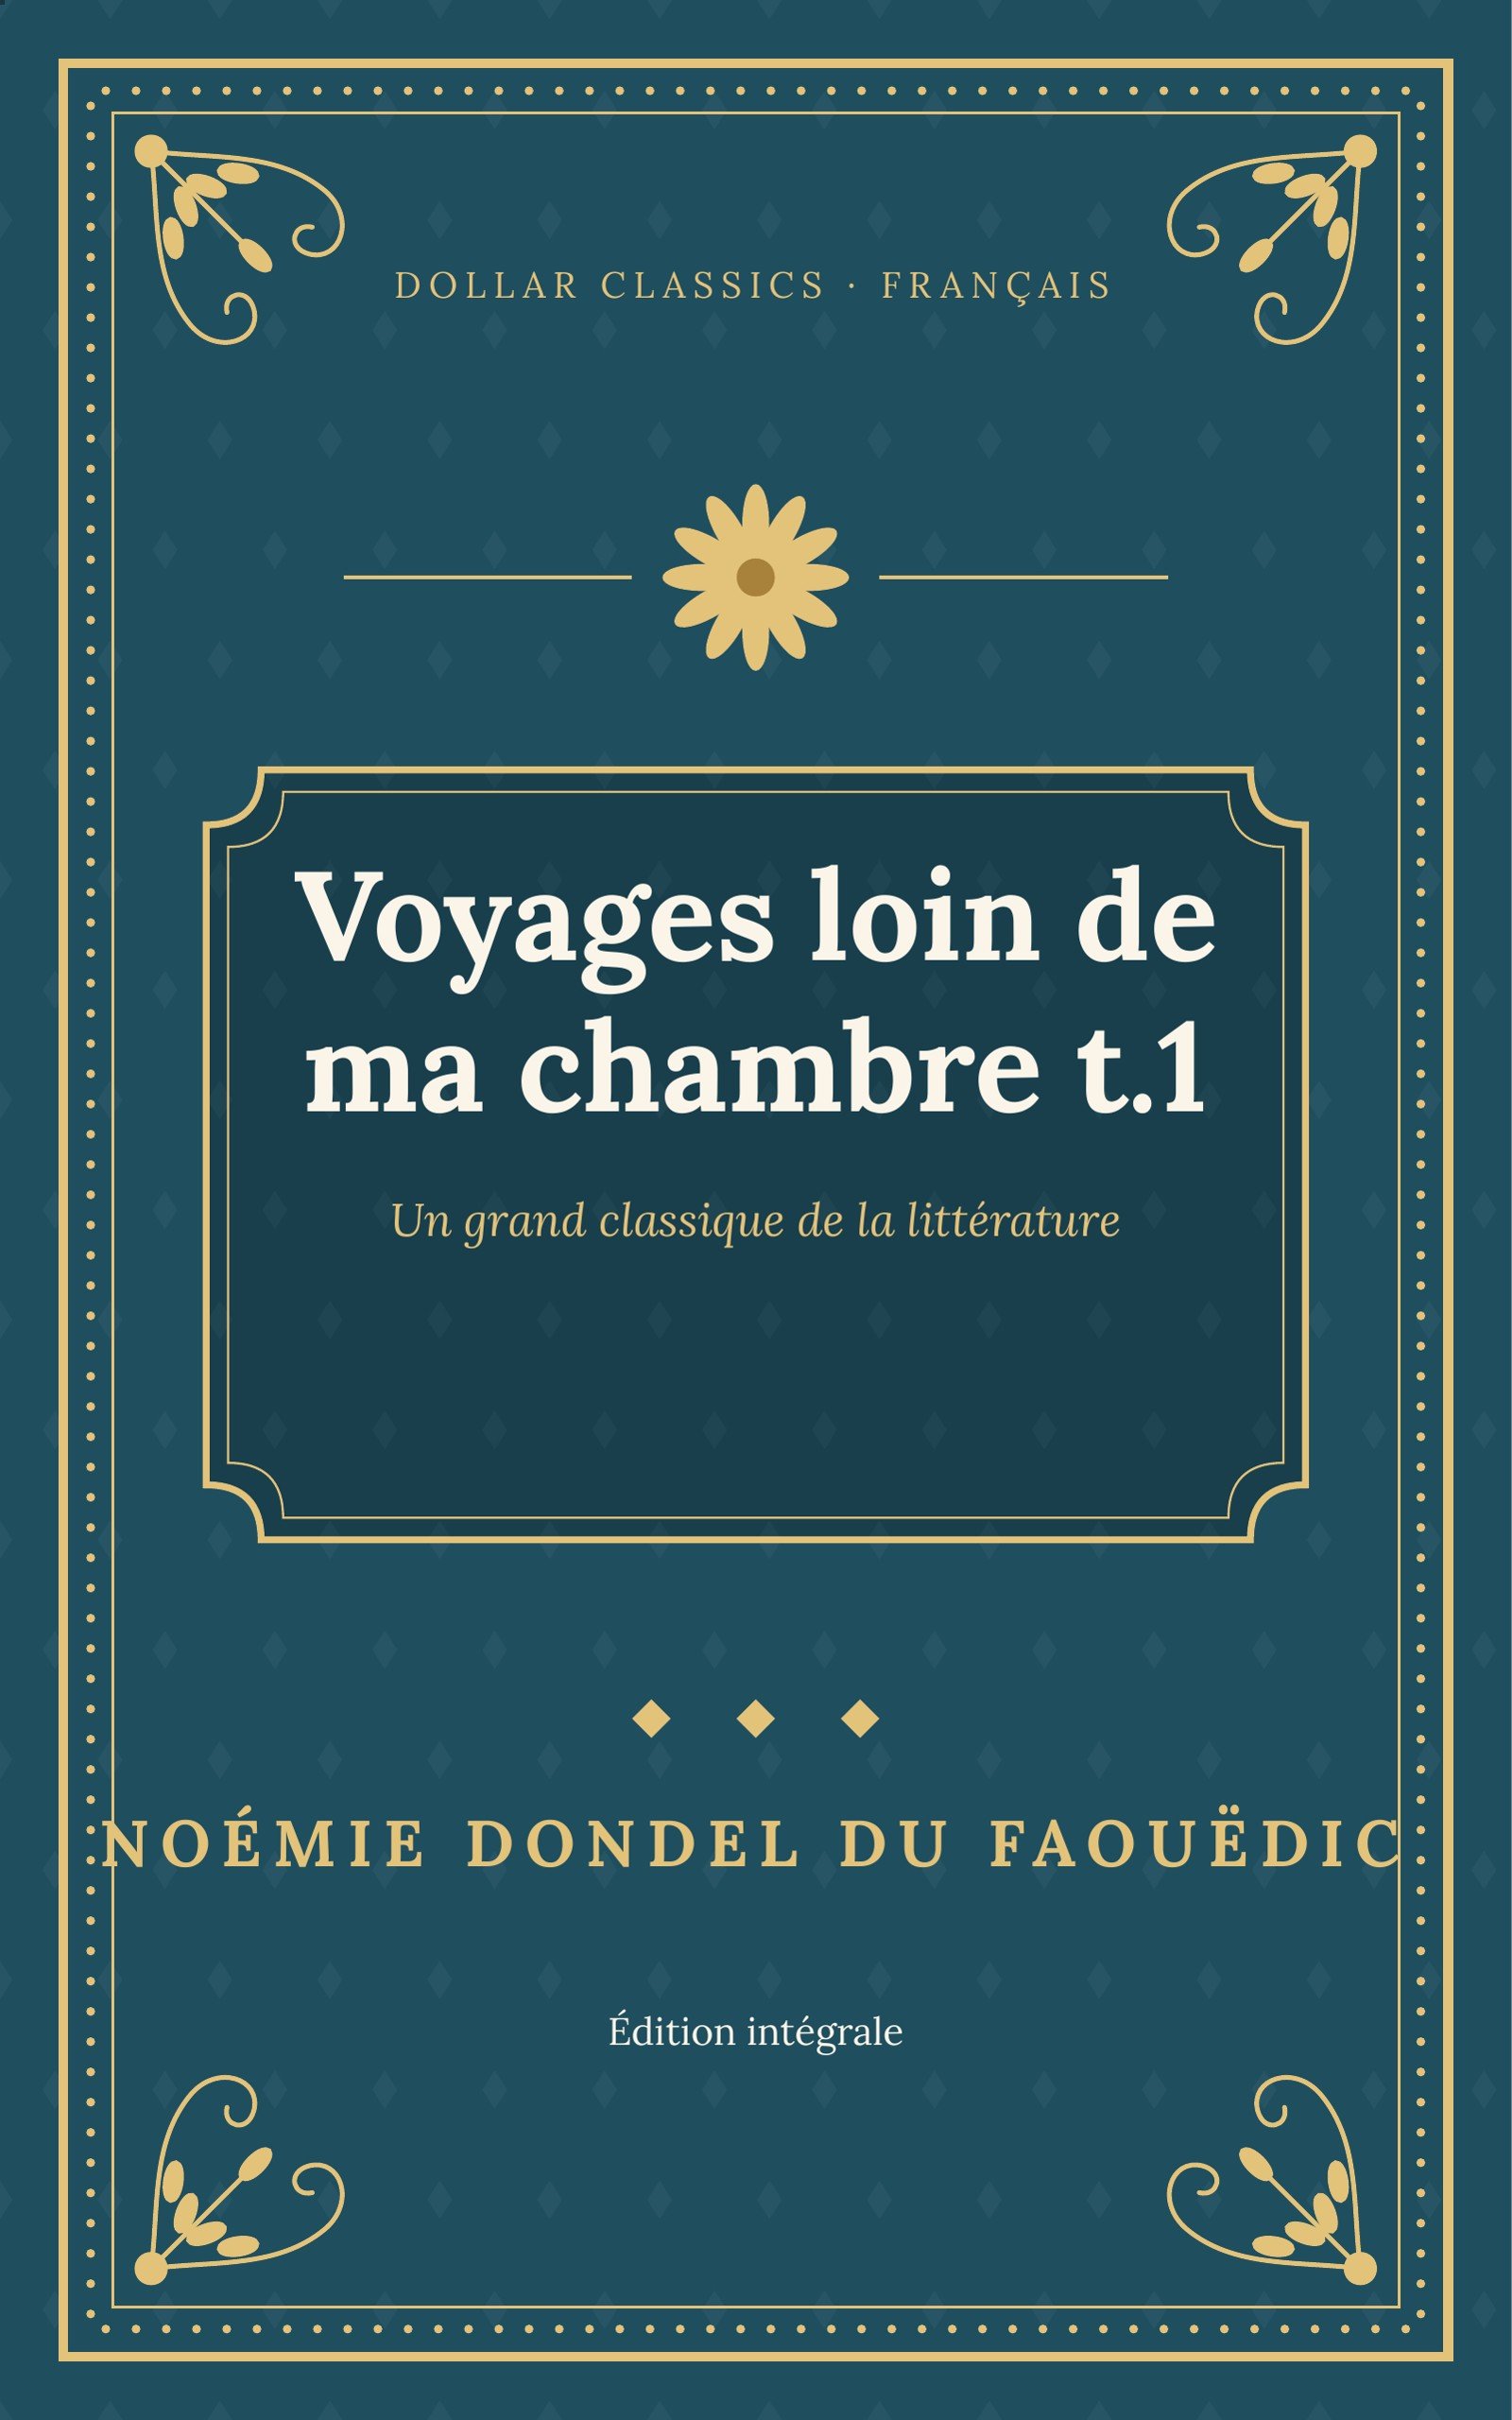 DOLLAR CLASSICS · FRANÇAIS
Voyages loin de
ma chambre t.1
Un grand classique de la littérature
NOÉMIE DONDEL DU FAOUËDIC
Édition intégrale